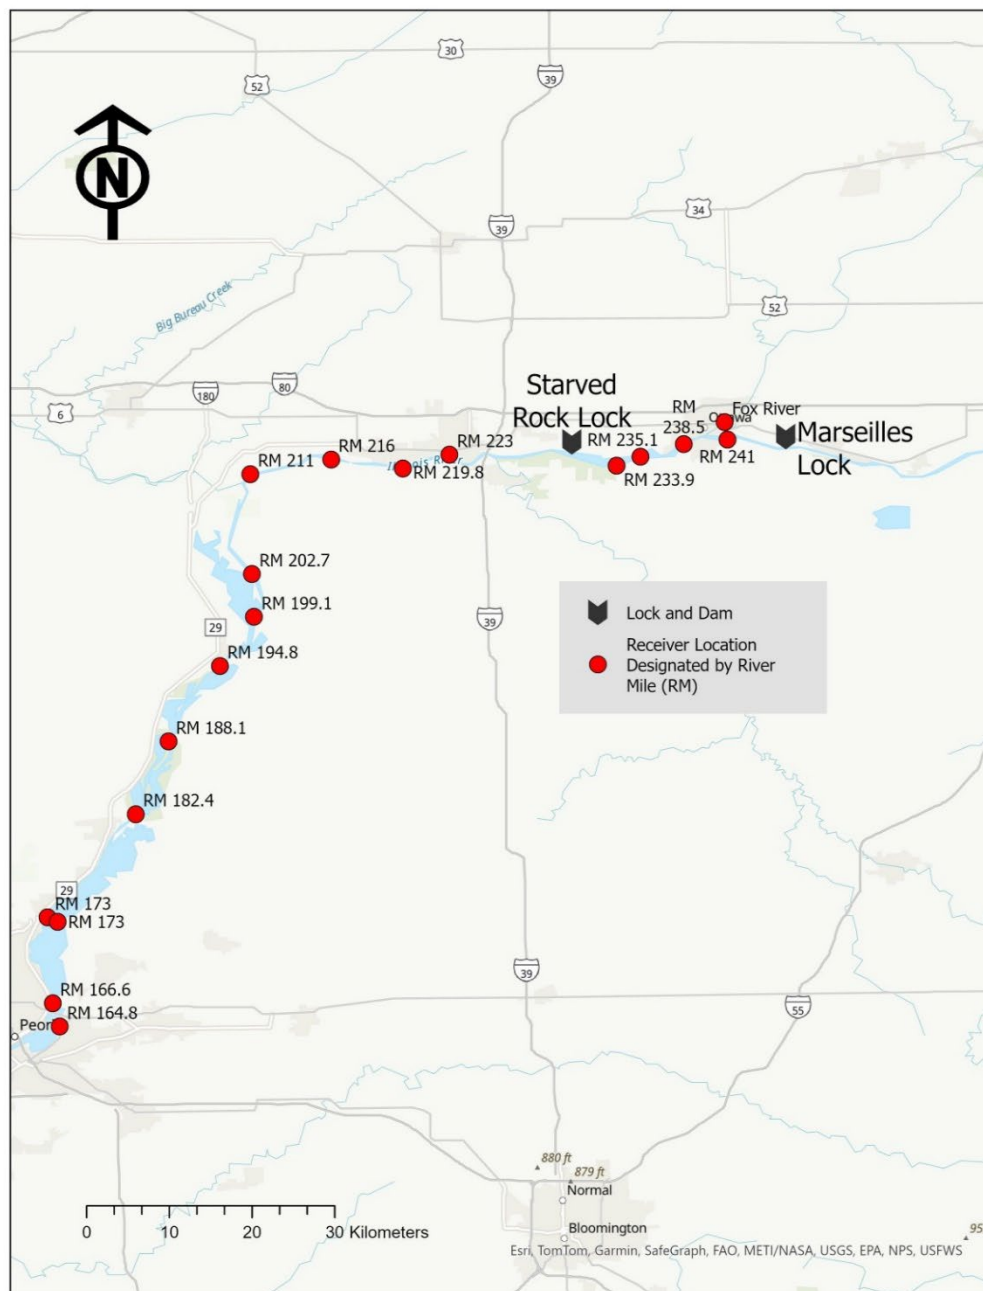 30
39
52
N
34
39
Big Bureau Creek
52
80
180
6
Starved
Rock Lock
RM
238.5
Fox River
Marseilles
Lock
RM 223
RM 235.1
RM 216
RM 241
RM 211
RM 219.8
RM 233.9
RM 202.7
RM 199.1
39
29
Lock and Dam
Receiver Location
Designated by River
Mile (RM)
RM 194.8
RM 188.1
RM 182.4
29
RM 173
RM 173
39
RM 166.6
55
RM 164.8
880 ft
879 ft
Normal
Bloomington
0 10 20 30 Kilometers
Esri, TomTom, Garmin, SafeGraph, FAO, METI/NASA, USGS, EPA, NPS, USFWS